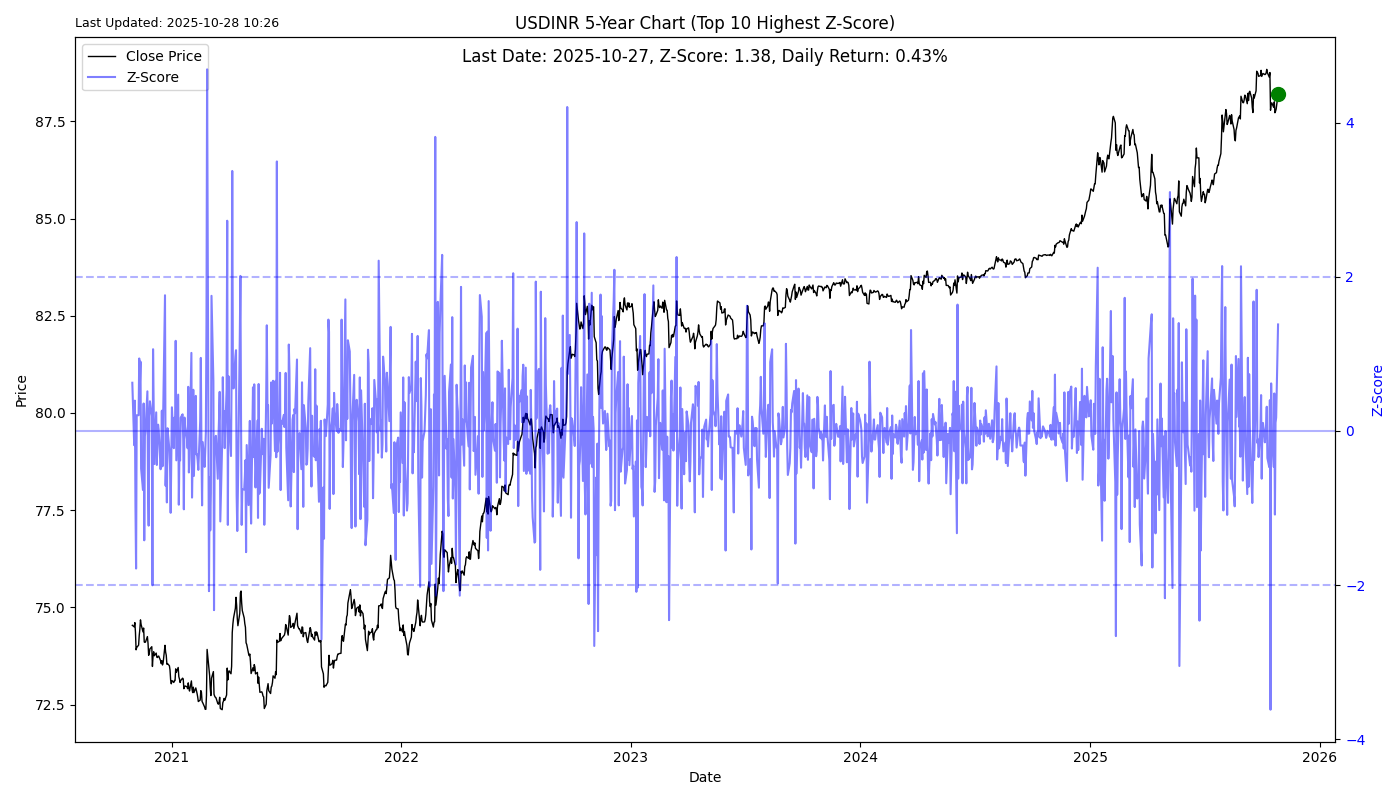 Last Updated: 2025-10-28 10:26
USDINR 5-Year Chart (Top 10 Highest Z-Score)
Last Date: 2025-10-27, Z-Score: 1.38, Daily Return: 0.43%
Close Price
Z-Score
87.5
85.0
82.5
80.0
77.5
75.0
72.5
Price
4
2
0
−2
−4
Z-Score
2021
2022
2023
2024
2025
2026
Date